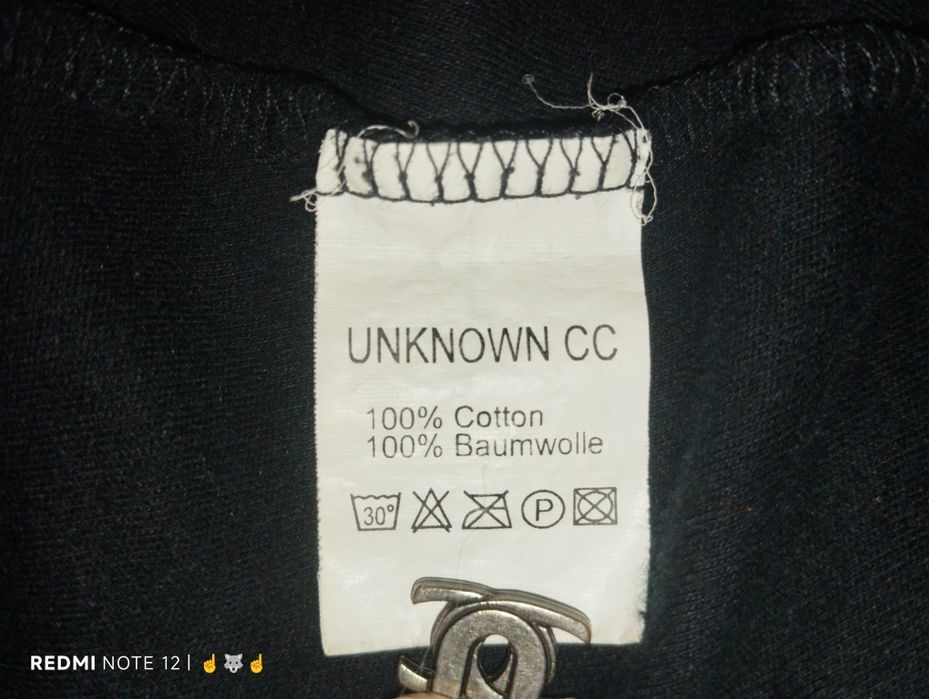 UNKNOWN CC
100% Cotton
100% Baumwolle
30° P
REDMI NOTE 12 | ☝🐺☝